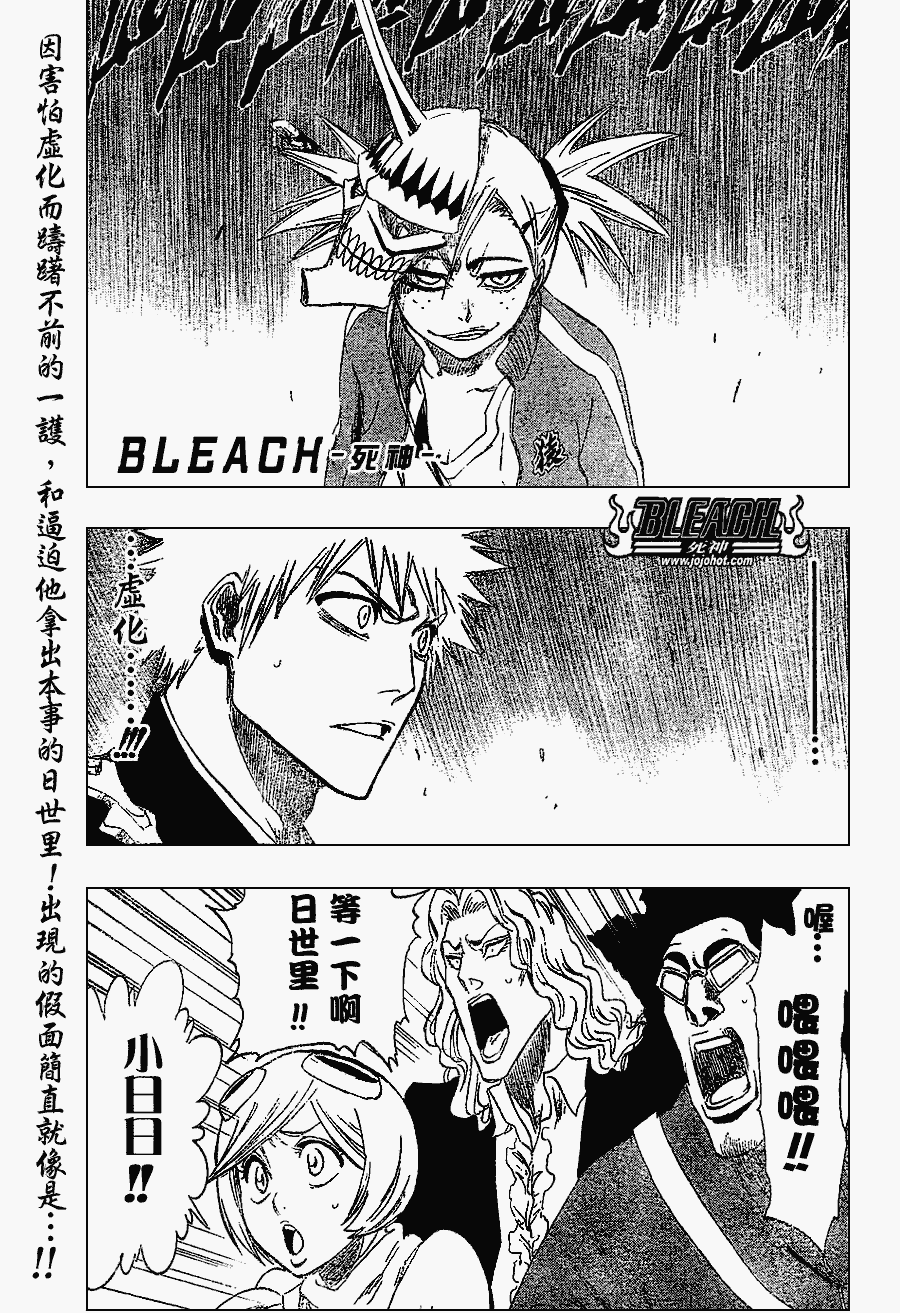 因害怕虛化而躊躇不前的一護，和逼迫他拿出本事的日世里！出現的假面簡直就像是…!!
BLEACH-死神-
猿
BLEACH
死神
www.jojohot.com
……虛化………!!!
喔…
喂喂喂!!
等一下啊
日世里!!
小日日!!